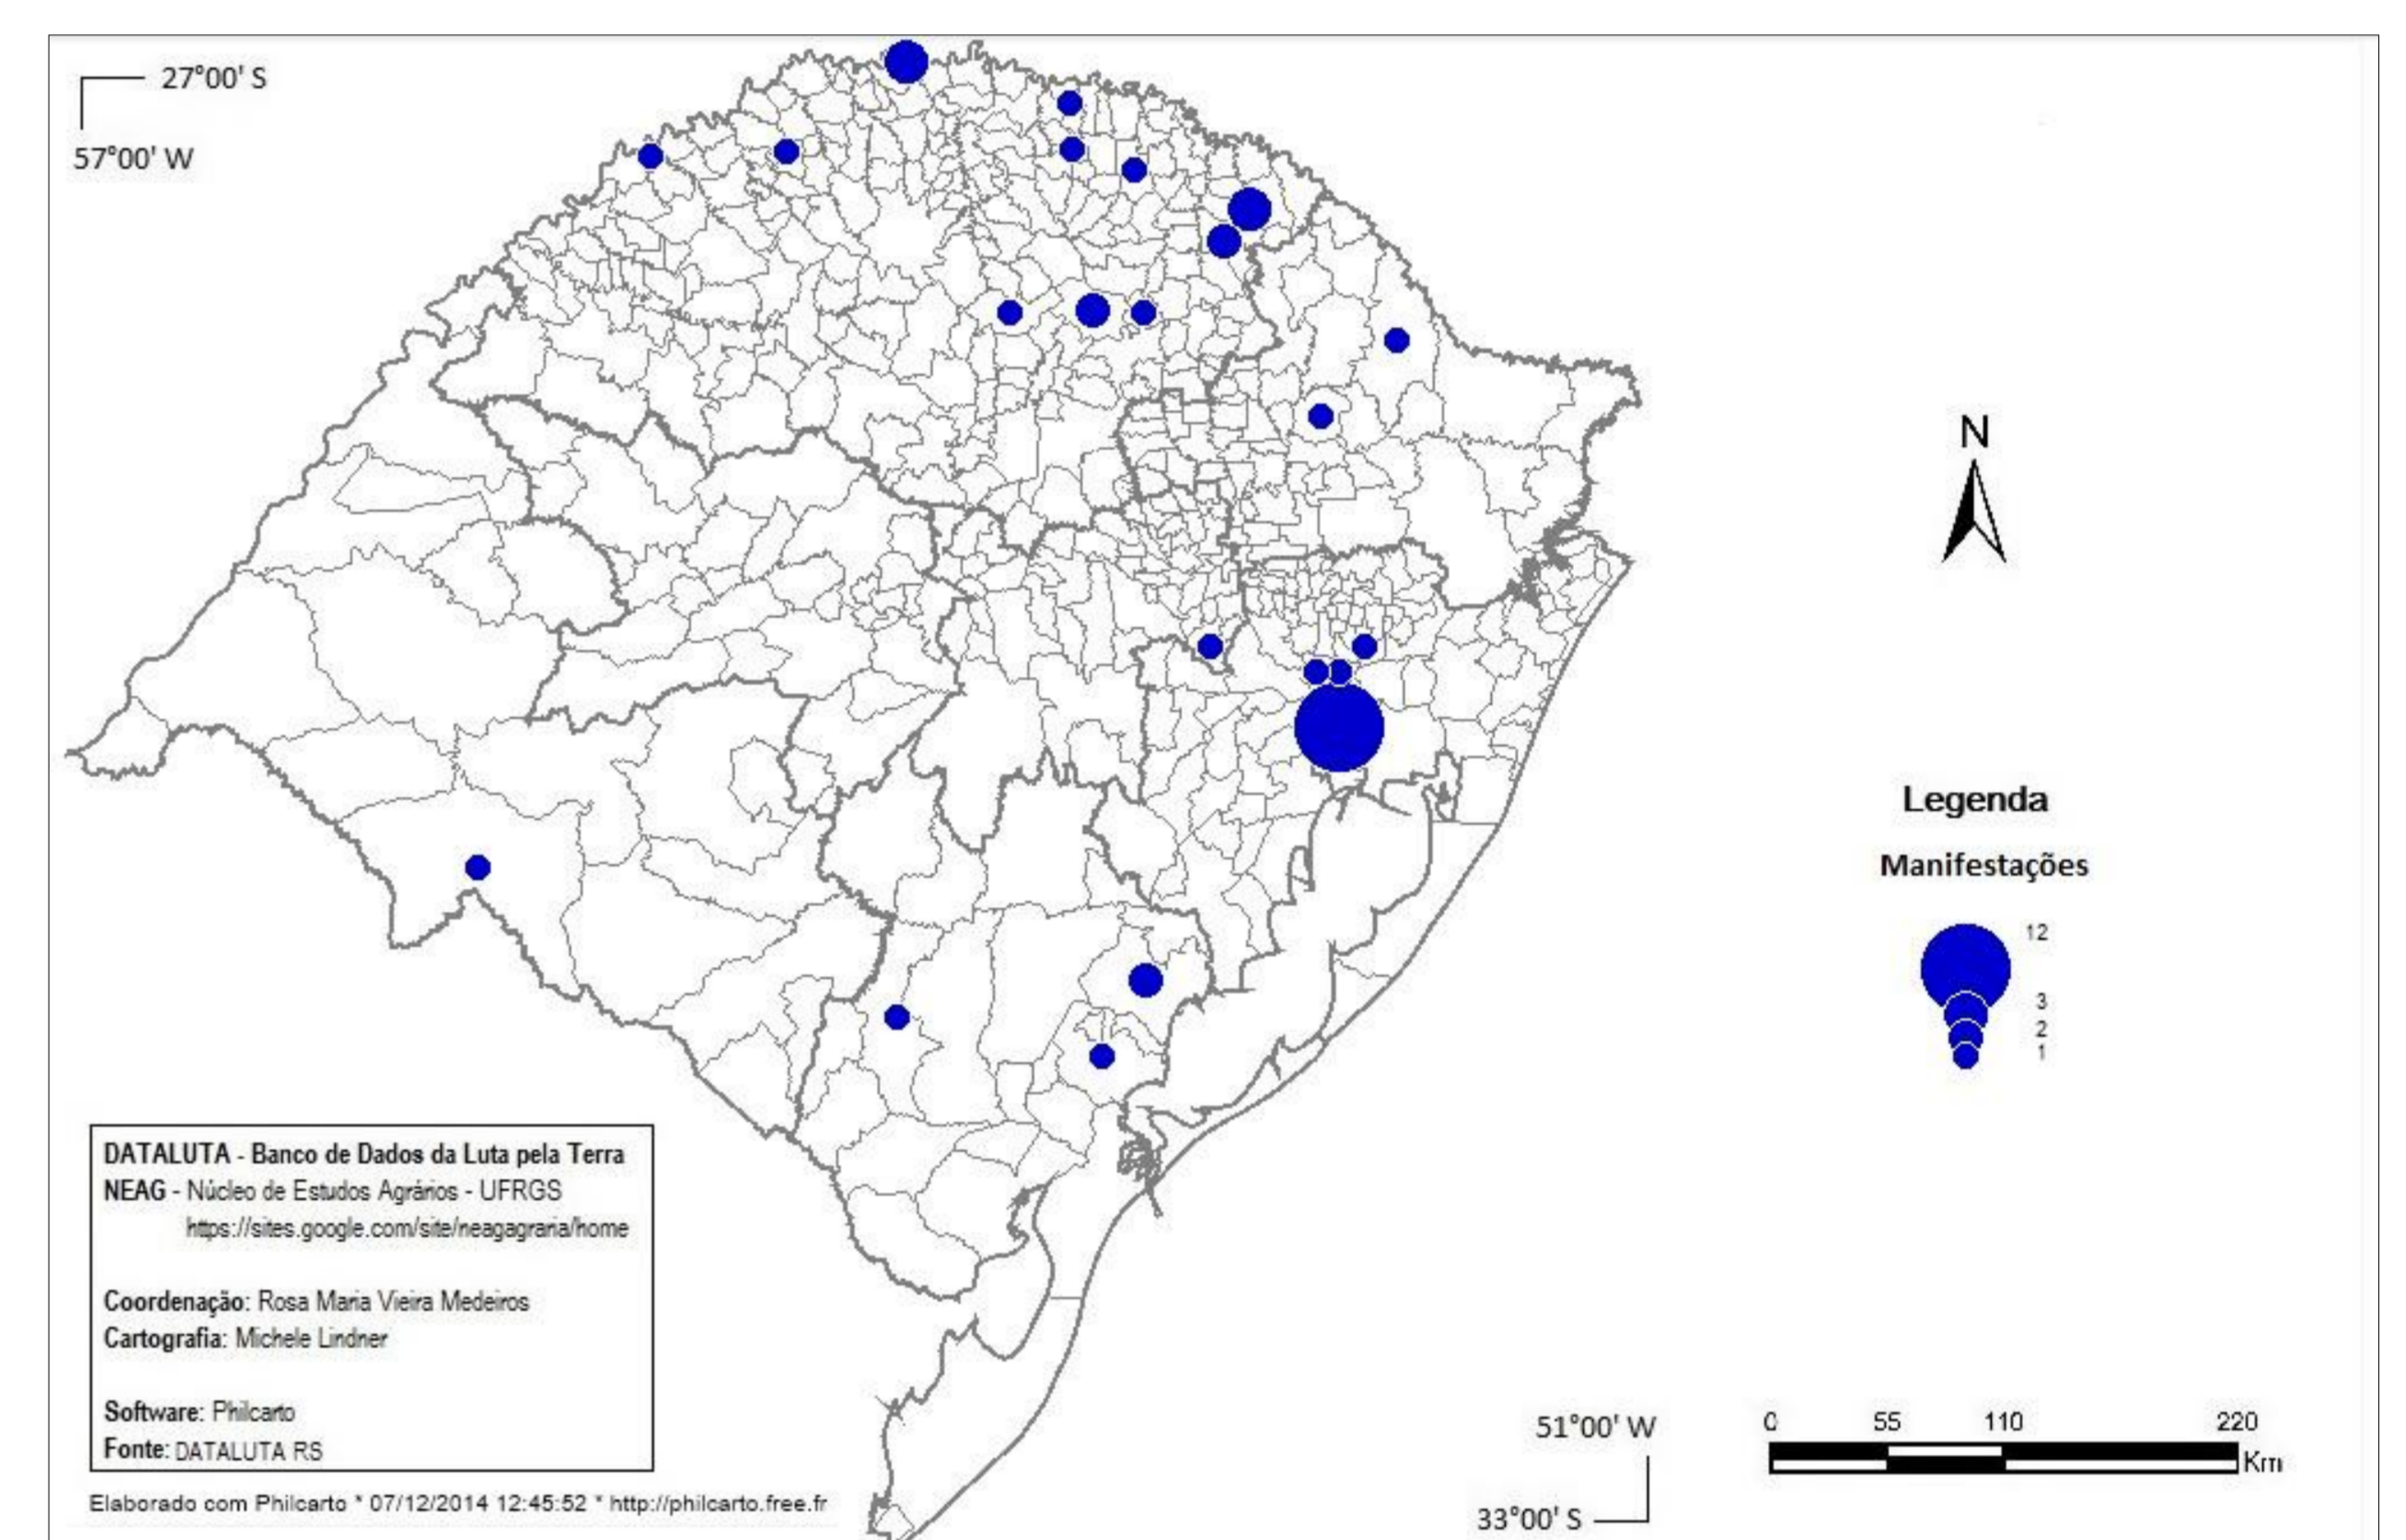 27°00' S
57°00' W
N
Legenda
Manifestações
12
3
2
1
DATALUTA - Banco de Dados da Luta pela Terra
NEAG - Núcleo de Estudos Agrários - UFRGS
https://sites.google.com/site/neagagraria/home
Coordenação: Rosa Maria Vieira Medeiros
Cartografia: Michele Lindner
Software: Philcarto
Fonte: DATALUTA RS
Elaborado com Philcarto * 07/12/2014 12:45:52 * http://philcarto.free.fr
51°00' W
33°00' S
0 55 110 220
Km